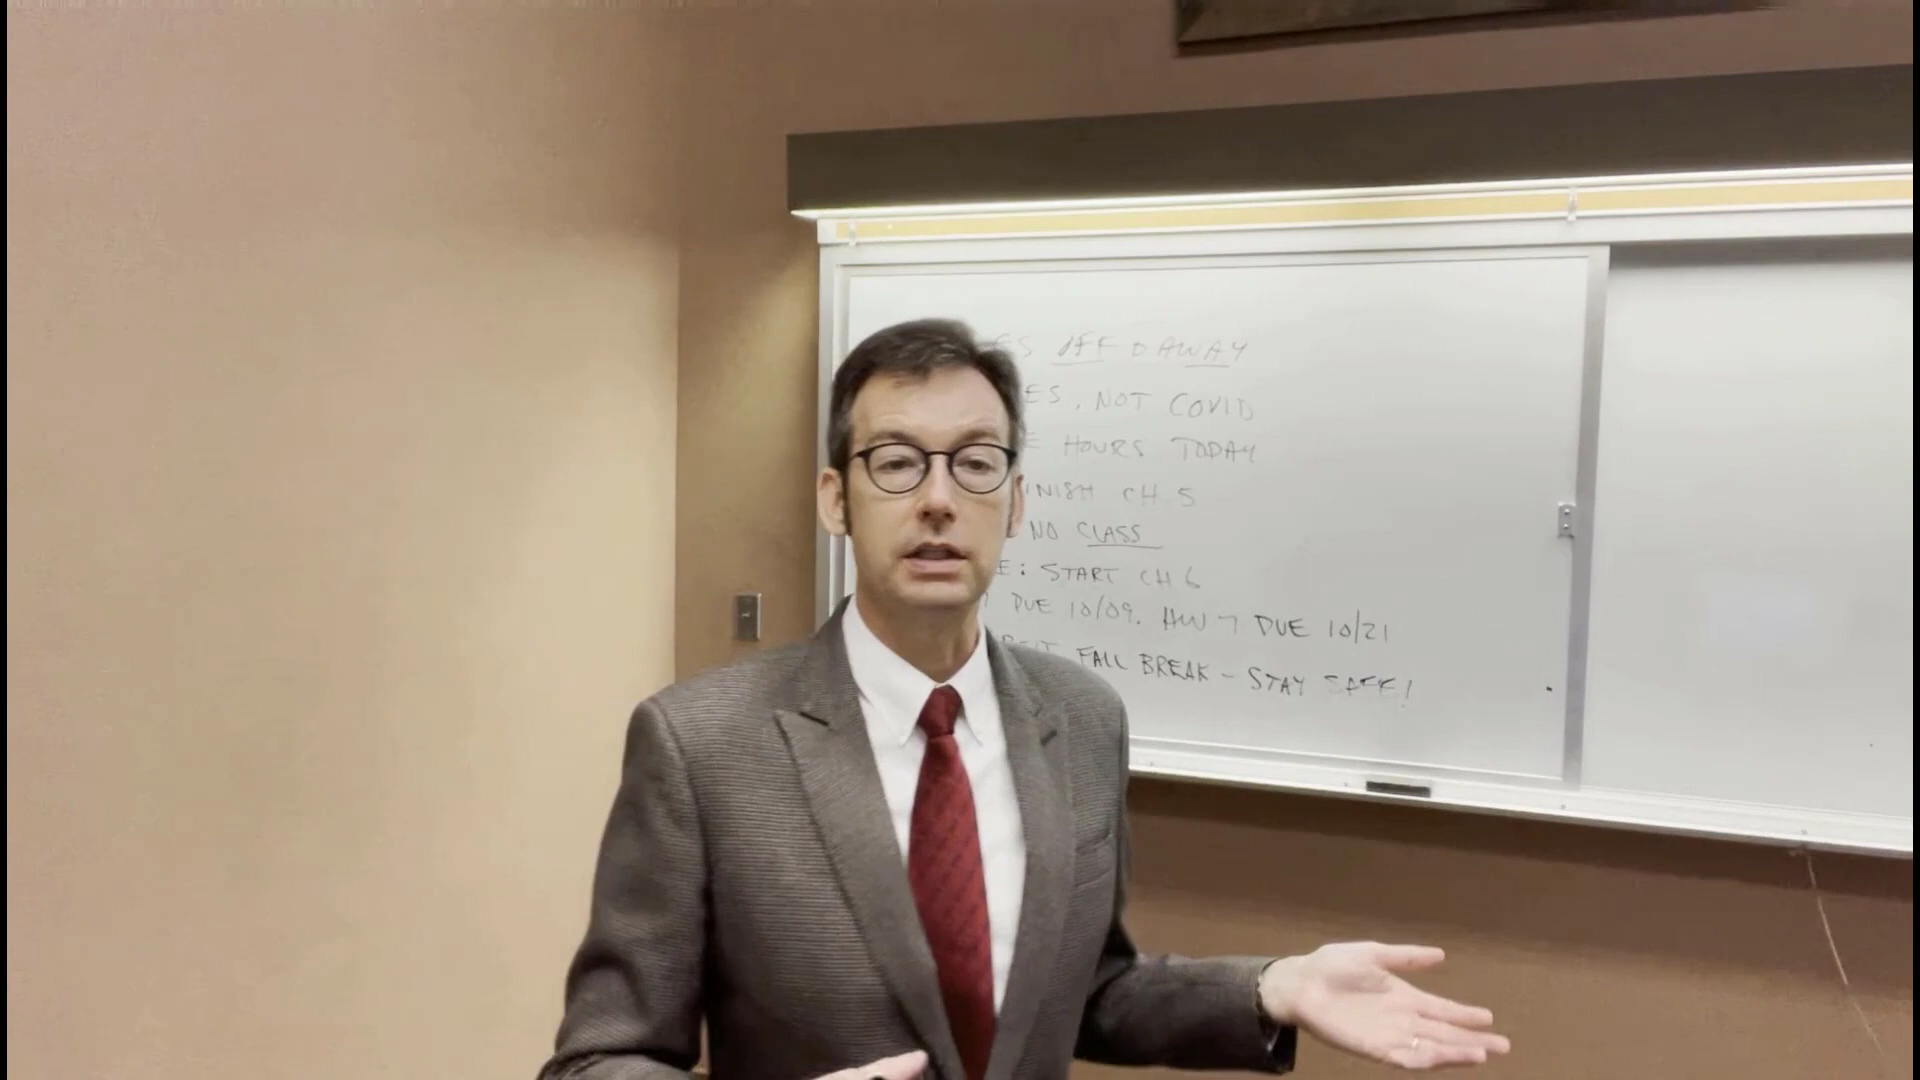 ES OFF & AWAY
ES, NOT COVID
E HOURS TODAY
INISH CH 5
NO CLASS
E: START CH 6
DUE 10/09. HW 7 DUE 10/21
FALL BREAK - STAY SAFE!